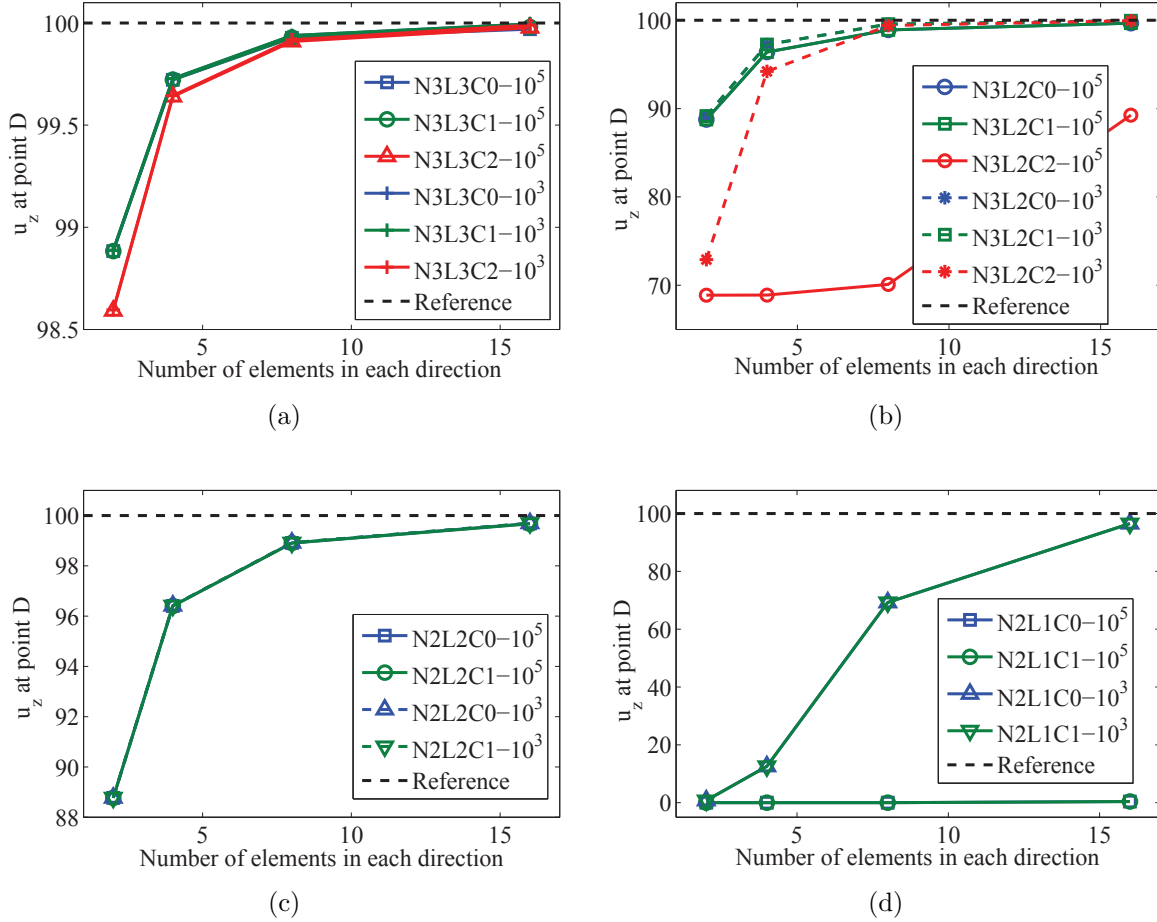 100
99.5
99
98.5
5
10
15
u_z at point D
Number of elements in each direction
N3L3C0−10^5
N3L3C1−10^5
N3L3C2−10^5
N3L3C0−10^3
N3L3C1−10^3
N3L3C2−10^3
Reference
(a)
100
90
80
70
5
10
15
u_z at point D
Number of elements in each direction
N3L2C0−10^5
N3L2C1−10^5
N3L2C2−10^5
N3L2C0−10^3
N3L2C1−10^3
N3L2C2−10^3
Reference
(b)
100
98
96
94
92
90
88
5
10
15
u_z at point D
Number of elements in each direction
N2L2C0−10^5
N2L2C1−10^5
N2L2C0−10^3
N2L2C1−10^3
Reference
(c)
100
80
60
40
20
0
5
10
15
u_z at point D
Number of elements in each direction
N2L1C0−10^5
N2L1C1−10^5
N2L1C0−10^3
N2L1C1−10^3
Reference
(d)